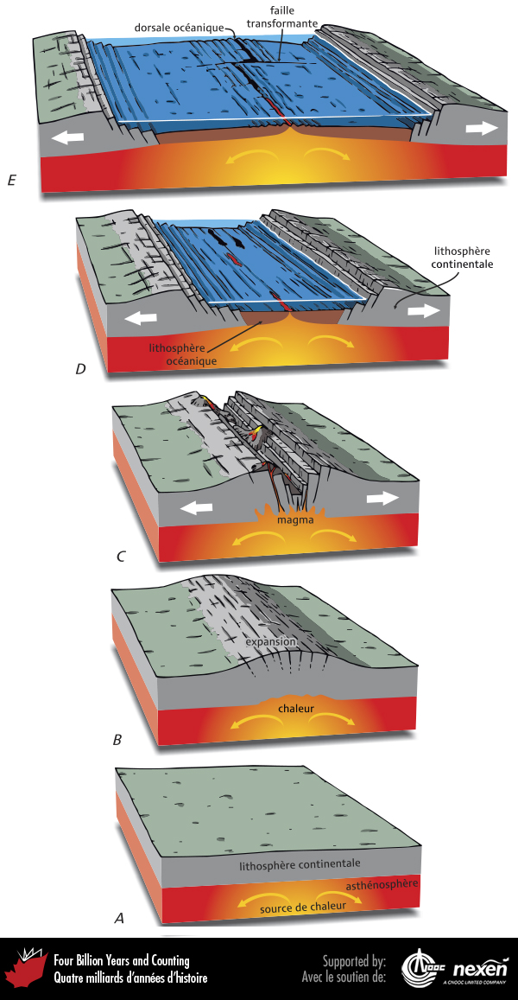 faille
transformante
dorsale océanique
E
lithosphère
continentale
lithosphère
océanique
D
magma
C
expansion
chaleur
B
lithosphère continentale
asthénosphère
source de chaleur
A
Four Billion Years and Counting
Quatre milliards d'années d'histoire
Supported by:
Avec le soutien de:
CNOOC
nexen
A CNOOC LIMITED COMPANY